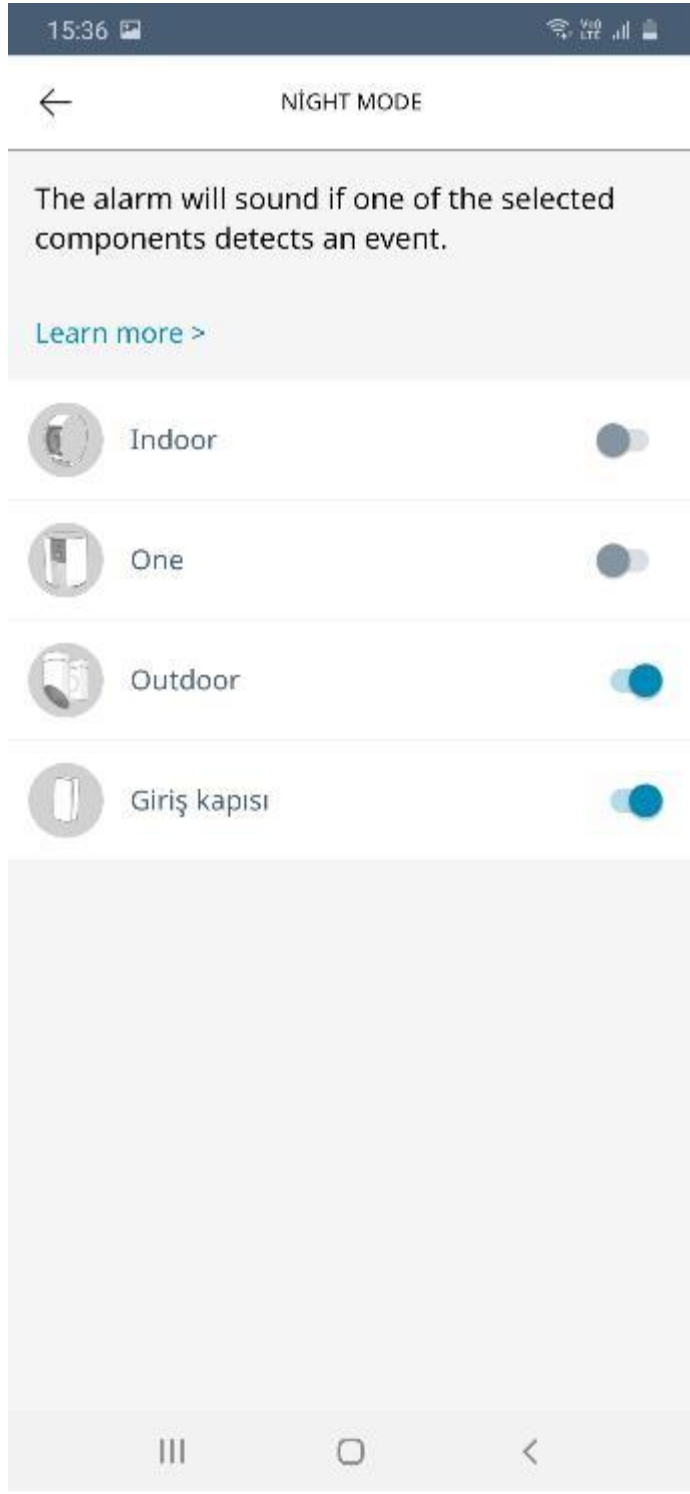 15:36
NİGHT MODE
The alarm will sound if one of the selected
components detects an event.
Learn more >
Indoor
One
Outdoor
Giriş kapısı